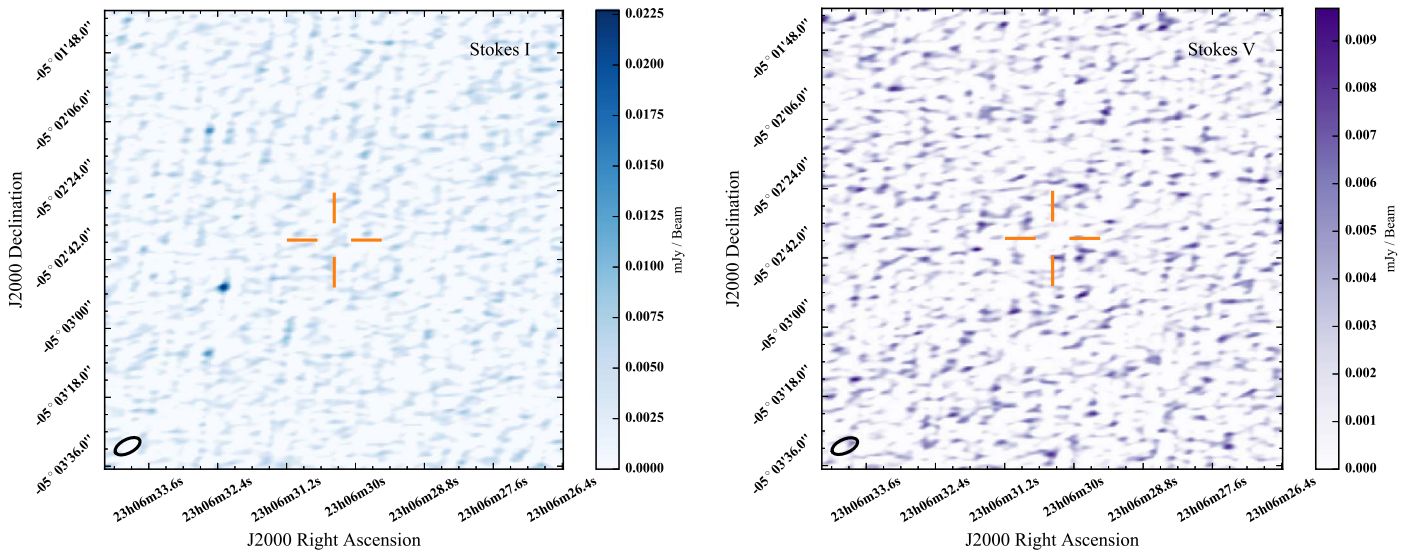 Stokes I
J2000 Declination
-05° 01'48.0"
-05° 02'06.0"
-05° 02'24.0"
-05° 02'42.0"
-05° 03'00"
-05° 03'18.0"
-05° 03'36.0"
23h06m33.6s
23h06m32.4s
23h06m31.2s
23h06m30s
23h06m28.8s
23h06m27.6s
23h06m26.4s
J2000 Right Ascension
0.0225
0.0200
0.0175
0.0150
0.0125
0.0100
0.0075
0.0050
0.0025
0.0000
mJy / Beam
Stokes V
J2000 Declination
-05° 01'48.0"
-05° 02'06.0"
-05° 02'24.0"
-05° 02'42.0"
-05° 03'00"
-05° 03'18.0"
-05° 03'36.0"
23h06m33.6s
23h06m32.4s
23h06m31.2s
23h06m30s
23h06m28.8s
23h06m27.6s
23h06m26.4s
J2000 Right Ascension
0.009
0.008
0.007
0.006
0.005
0.004
0.003
0.002
0.001
0.000
mJy / Beam